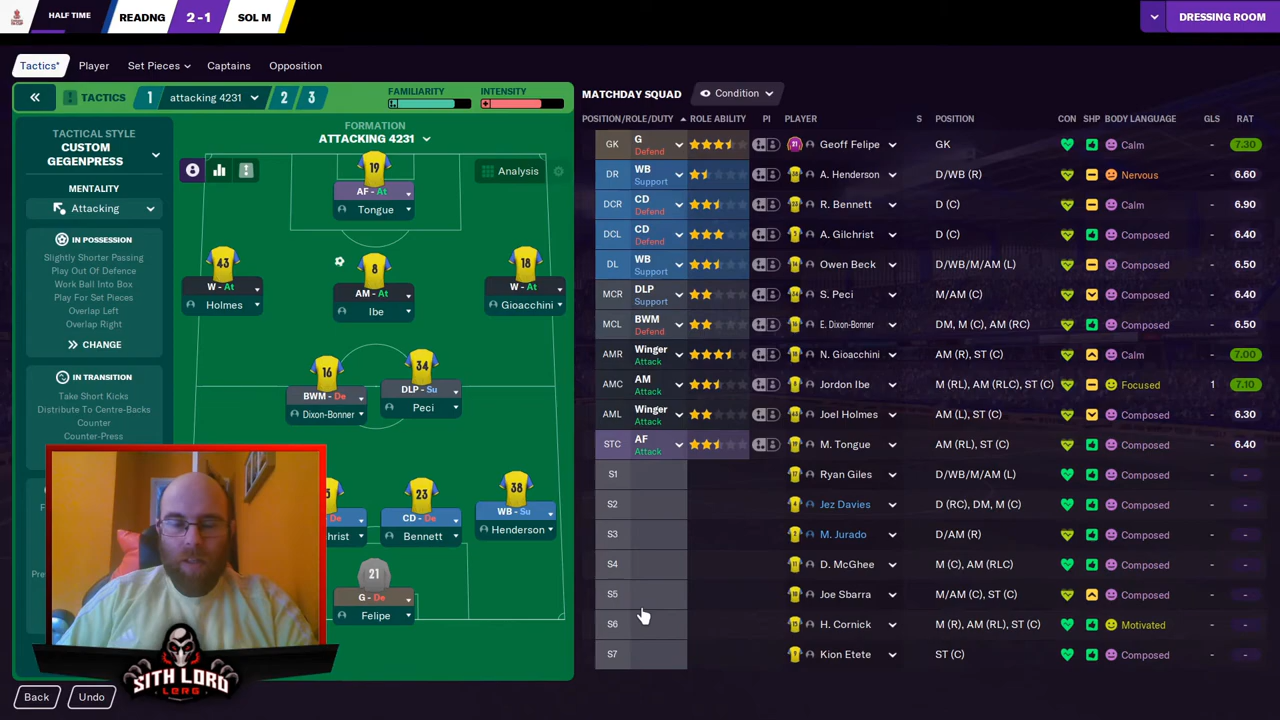 HALF TIME
READNG
2 - 1
SOL M
DRESSING ROOM
Tactics*
Player
Set Pieces
Captains
Opposition
TACTICS
1
attacking 4231
2
3
FAMILIARITY
INTENSITY
TACTICAL STYLE
CUSTOM
GEGENPRESS
MENTALITY
Attacking
IN POSSESSION
Slightly Shorter Passing
Play Out Of Defence
Work Ball Into Box
Play For Set Pieces
Overlap Left
Overlap Right
CHANGE
IN TRANSITION
Take Short Kicks
Distribute To Centre-Backs
Counter
Counter-Press
FORMATION
ATTACKING 4231
Analysis
19
AF - At
Tongue
43
W - At
Holmes
8
AM - At
Ibe
18
W - At
Gioacchini
16
BWM - De
Dixon-Bonner
34
DLP - Su
Peci
23
CD - De
Bennett
38
WB - Su
Henderson
21
G - De
Felipe
SITH LORD
LERG
Back
Undo
MATCHDAY SQUAD
Condition
POSITION/ROLE/DUTY ROLE ABILITY PI PLAYER S POSITION CON SHP BODY LANGUAGE GLS RAT
GK G Defend Geoff Felipe GK Calm - 7.30
DR WB Support A. Henderson D/WB (R) Nervous - 6.60
DCR CD Defend R. Bennett D (C) Calm - 6.90
DCL CD Defend A. Gilchrist D (C) Composed - 6.40
DL WB Support Owen Beck D/WB/M/AM (L) Composed - 6.50
MCR DLP Support S. Peci M/AM (C) Composed - 6.40
MCL BWM Defend E. Dixon-Bonner DM, M (C), AM (RC) Composed - 6.50
AMR Winger Attack N. Gioacchini AM (R), ST (C) Calm - 7.00
AMC AM Attack Jordon Ibe M (RL), AM (RLC), ST (C) Focused 1 7.10
AML Winger Attack Joel Holmes AM (L), ST (C) Composed - 6.30
STC AF Attack M. Tongue AM (RL), ST (C) Composed - 6.40
S1 Ryan Giles D/WB/M/AM (L) Composed - -
S2 Jez Davies D (RC), DM, M (C) Composed - -
S3 M. Jurado D/AM (R) Composed - -
S4 D. McGhee M (C), AM (RLC) Composed - -
S5 Joe Sbarra M/AM (C), ST (C) Composed - -
S6 H. Cornick M (R), AM (RL), ST (C) Motivated - -
S7 Kion Etete ST (C) Composed - -